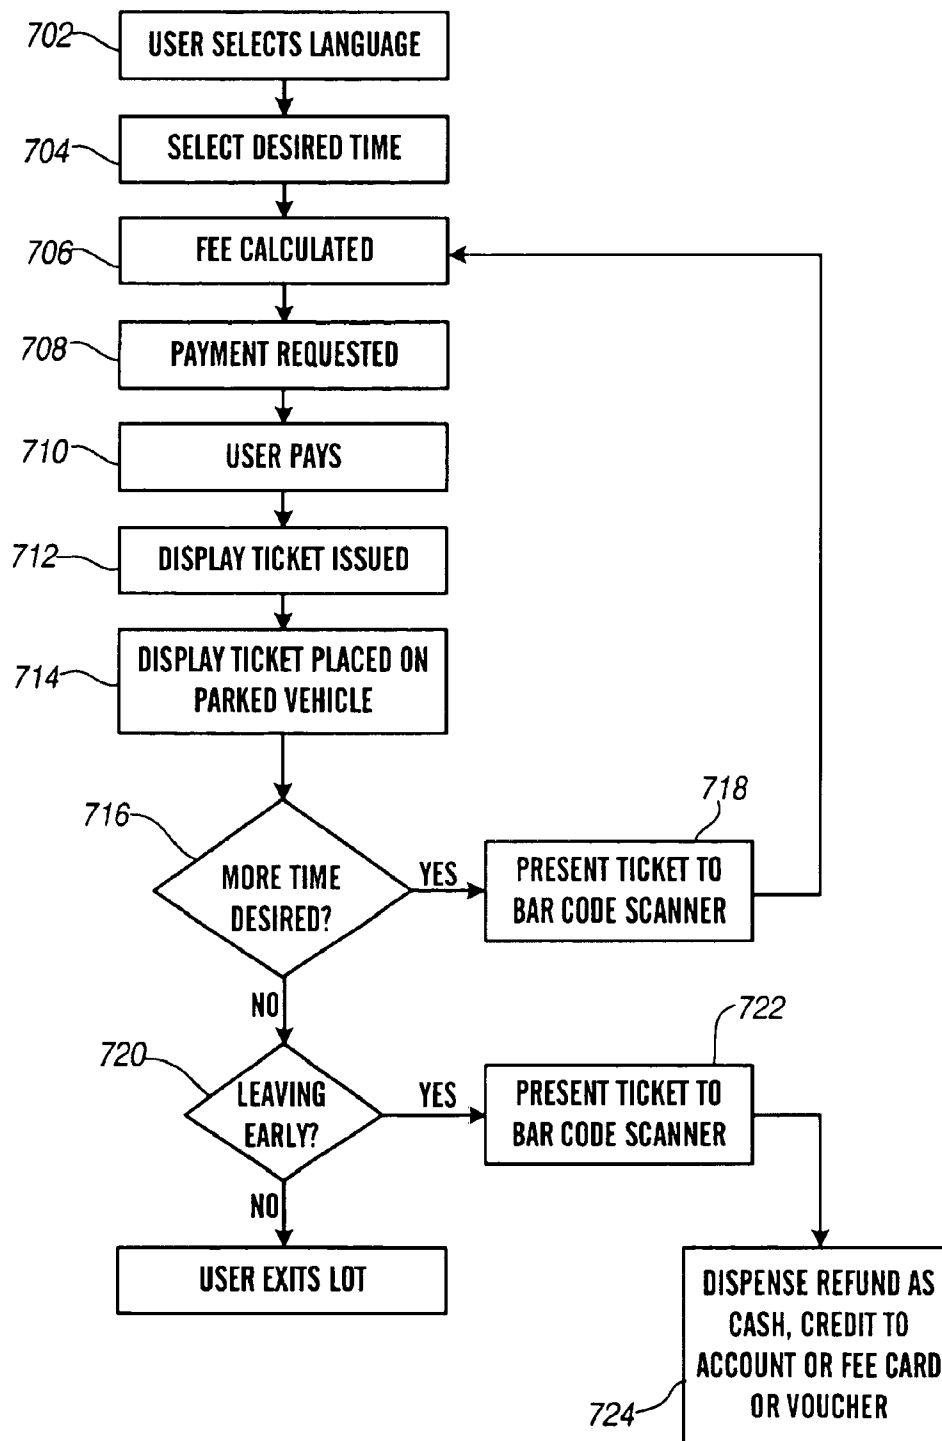 702
USER SELECTS LANGUAGE
704
SELECT DESIRED TIME
706
FEE CALCULATED
708
PAYMENT REQUESTED
710
USER PAYS
712
DISPLAY TICKET ISSUED
714
DISPLAY TICKET PLACED ON
PARKED VEHICLE
716
MORE TIME
DESIRED?
YES
718
PRESENT TICKET TO
BAR CODE SCANNER
NO
720
LEAVING
EARLY?
YES
722
PRESENT TICKET TO
BAR CODE SCANNER
NO
USER EXITS LOT
DISPENSE REFUND AS
CASH, CREDIT TO
ACCOUNT OR FEE CARD
OR VOUCHER
724